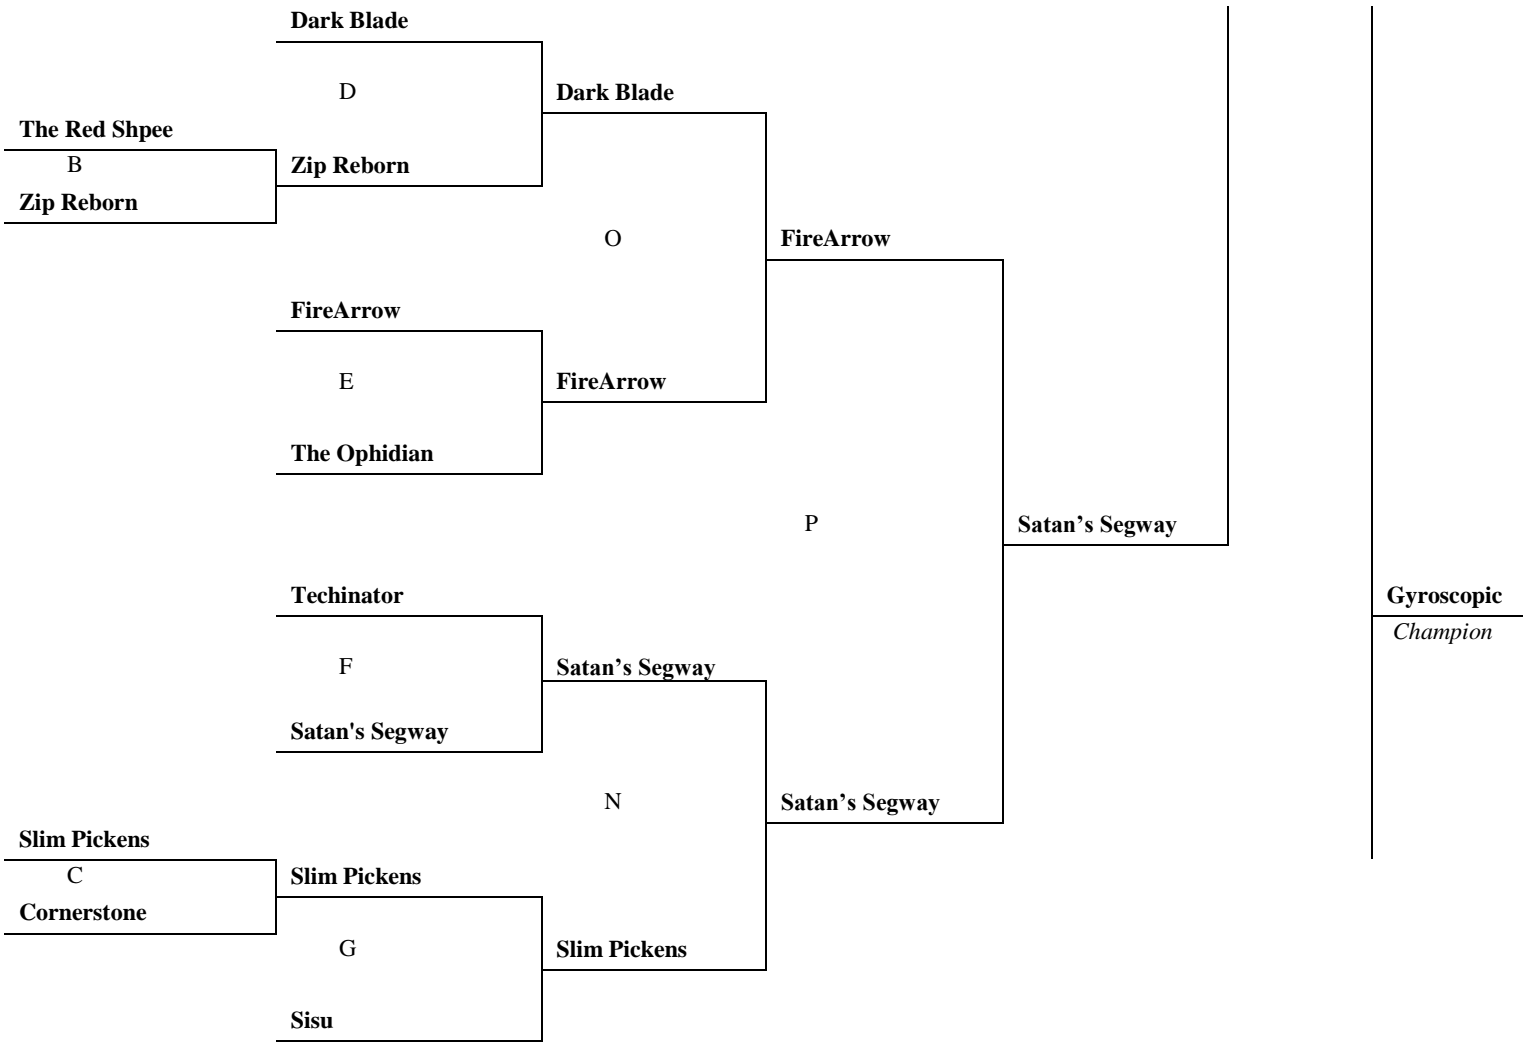 Dark Blade
D
Dark Blade
The Red Shpee
B
Zip Reborn
Zip Reborn
O
FireArrow
FireArrow
E
FireArrow
The Ophidian
P
Satan’s Segway
Techinator
Gyroscopic
Champion
F
Satan’s Segway
Satan's Segway
N
Satan’s Segway
Slim Pickens
C
Slim Pickens
Cornerstone
G
Slim Pickens
Sisu